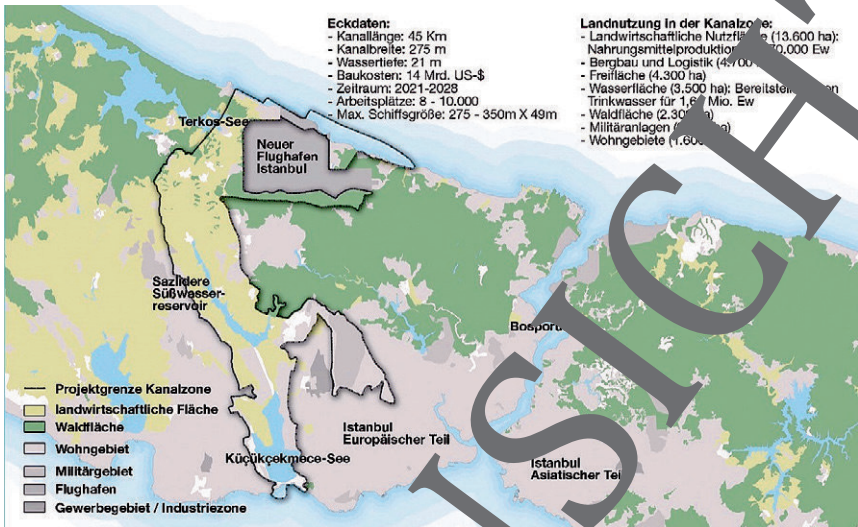 Eckdaten:
- Kanallänge: 45 Km
- Kanalbreite: 275 m
- Wassertiefe: 21 m
- Baukosten: 14 Mrd. US-$
- Zeitraum: 2021-2028
- Arbeitsplätze: 8 - 10.000
- Max. Schiffsgröße: 275 - 350m X 49m
Landnutzung in der Kanalzone:
- Landwirtschaftliche Nutzfläche (13.600 ha):
Nahrungsmittelproduktion Ew
- Bergbau und Logistik
- Freifläche (4.300 ha)
- Wasserfläche (3.500 ha):
Trinkwasser für Mio. Ew
- Waldfläche
- Militäranlagen
- Wohngebiete
Terkos-See
Neuer
Flughafen
Istanbul
Sazlidere
Süßwasser-
reservoir
Istanbul
Europäischer Teil
Küçükçekmece-See
Istanbul
Asiatischer Teil
Projektgrenze Kanalzone
landwirtschaftliche Fläche
Waldfläche
Wohngebiet
Militärgebiet
Flughafen
Gewerbegebiet / Industriezone